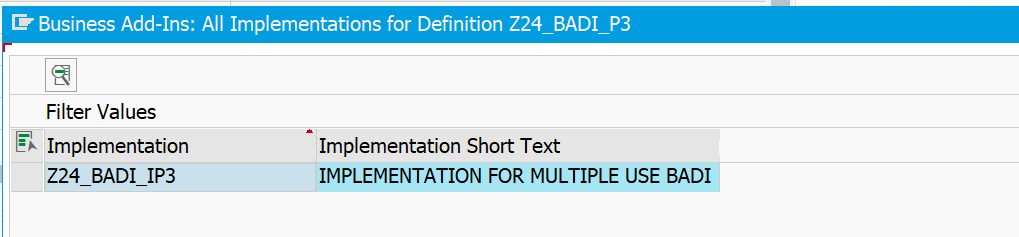 Business Add-Ins: All Implementations for Definition Z24_BADI_P3
Filter Values
Implementation Implementation Short Text
Z24_BADI_IP3 IMPLEMENTATION FOR MULTIPLE USE BADI